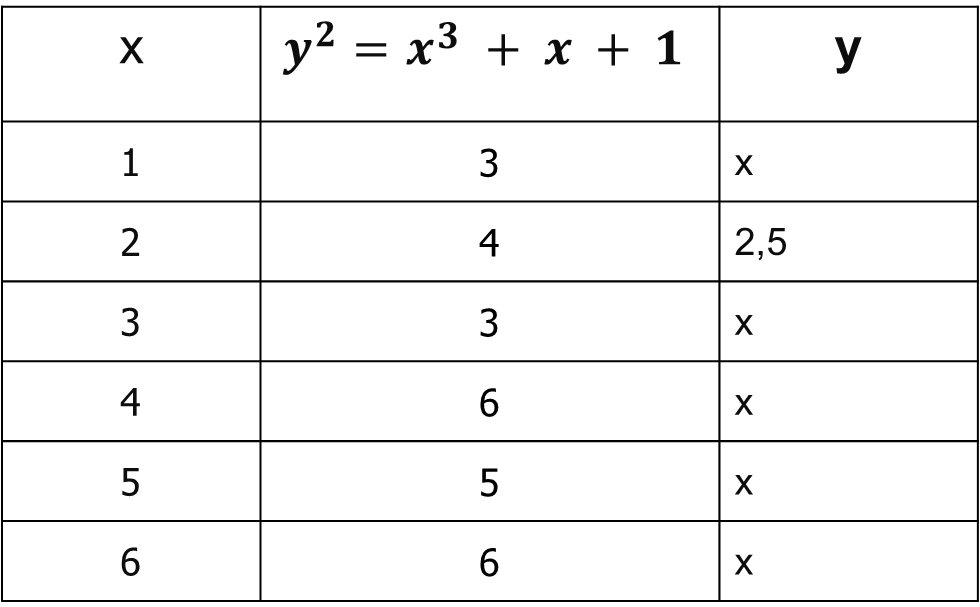 x y² = x³ + x + 1 y
1 3 x
2 4 2,5
3 3 x
4 6 x
5 5 x
6 6 x